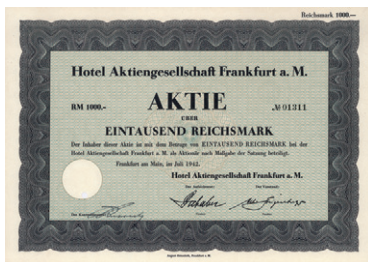 Reichsmark 1000.—
Hotel Aktiengesellschaft Frankfurt a. M.
RM 1000.- AKTIE № 01311
ÜBER
EINTAUSEND REICHSMARK
Der Inhaber dieser Aktie ist mit dem Betrage von EINTAUSEND REICHSMARK bei der
Hotel Aktiengesellschaft Frankfurt a. M. als Aktionär nach Maßgabe der Satzung beteiligt.
Frankfurt am Main, im Juli 1942.
Hotel Aktiengesellschaft Frankfurt a. M.
Der Aufsichtsrat: Der Vorstand: